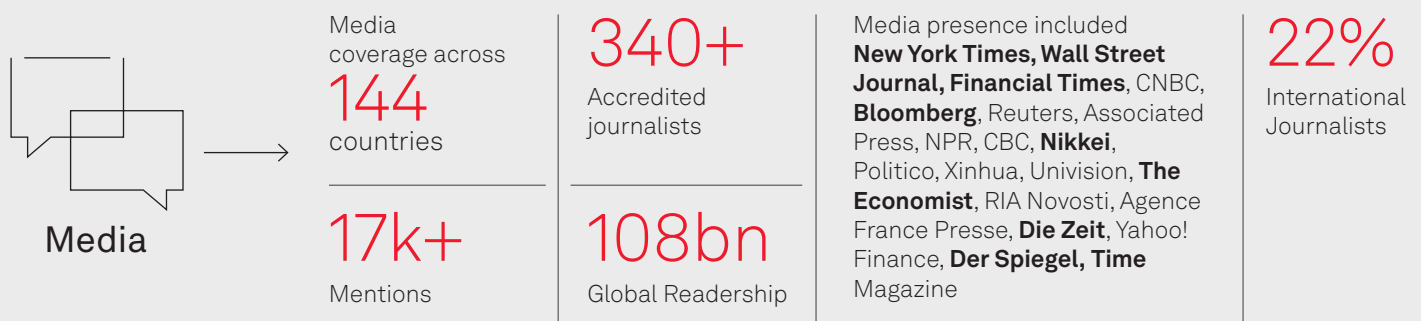 Media
Media
coverage across
144
countries
17k+
Mentions
340+
Accredited
journalists
108bn
Global Readership
Media presence included
New York Times, Wall Street
Journal, Financial Times, CNBC,
Bloomberg, Reuters, Associated
Press, NPR, CBC, Nikkei,
Politico, Xinhua, Univision, The
Economist, RIA Novosti, Agence
France Presse, Die Zeit, Yahoo!
Finance, Der Spiegel, Time
Magazine
22%
International
Journalists